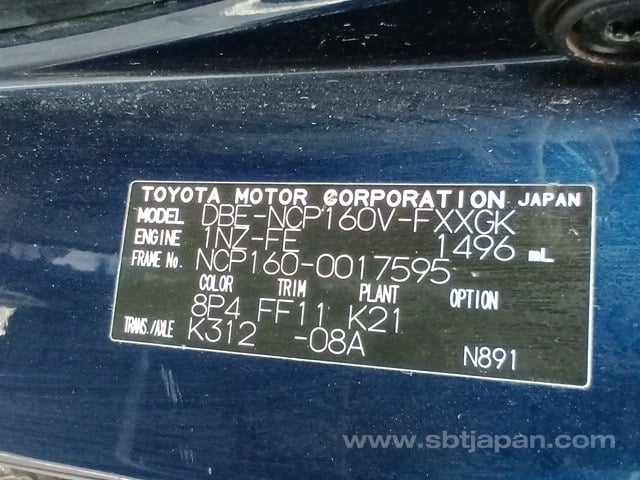 TOYOTA MOTOR CORPORATION JAPAN
MODEL DBE-NCP160V-FXXGK
ENGINE 1NZ-FE 1496 mL
FRAME No. NCP160-0017595
COLOR TRIM PLANT OPTION
8P4 FF11 K21
TRANS./AXLE K312 -08A
N891
www.sbtjapan.com